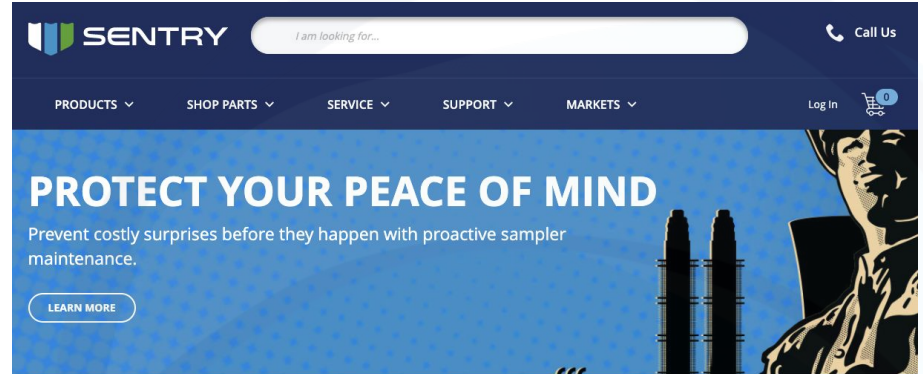 SENTRY
I am looking for...
Call Us
PRODUCTS
SHOP PARTS
SERVICE
SUPPORT
MARKETS
Log In
0
PROTECT YOUR PEACE OF MIND
Prevent costly surprises before they happen with proactive sampler
maintenance.
LEARN MORE